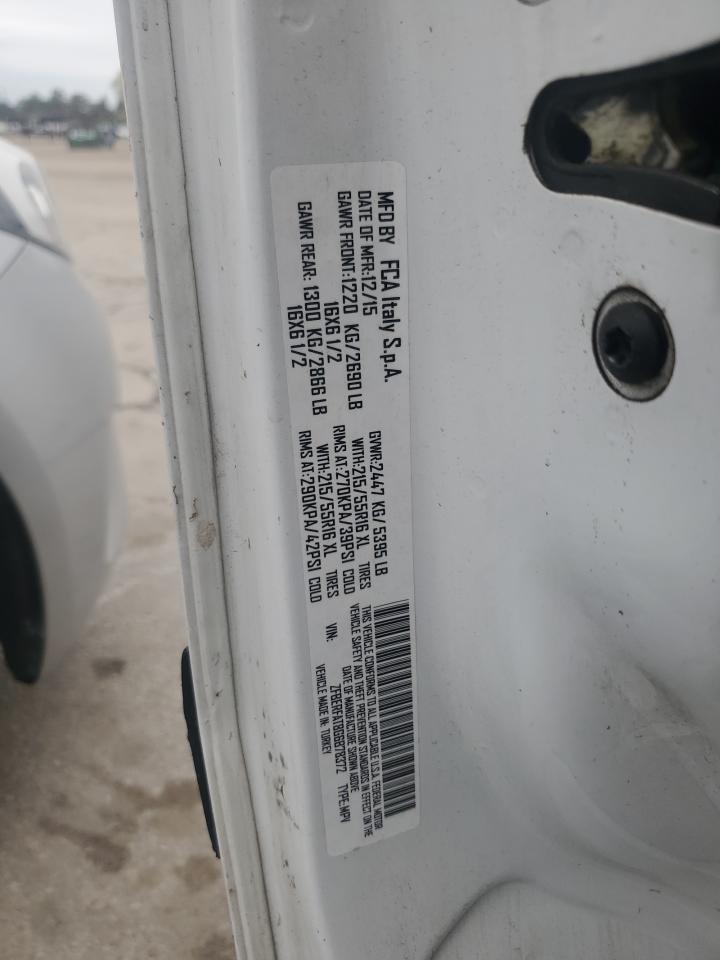 MFD BY FCA Italy S.p.A.
DATE OF MFR:12/15 GVWR:2447 KG/5395 LB
GAWR FRONT:1220 KG/2690 LB WITH:215/55R16 XL TIRES
16X6 1/2 RIMS AT:270KPA/39PSI COLD
GAWR REAR: 1300 KG/2866 LB WITH:215/55R16 XL TIRES
16X6 1/2 RIMS AT:290KPA/42PSI COLD
THIS VEHICLE CONFORMS TO ALL APPLICABLE U.S.A. FEDERAL MOTOR
VEHICLE SAFETY AND THEFT PREVENTION STANDARDS IN EFFECT ON THE
DATE OF MANUFACTURE SHOWN ABOVE
VIN: ZFBERFAT8G6B78372 TYPE:MPV
VEHICLE MADE IN: TURKEY